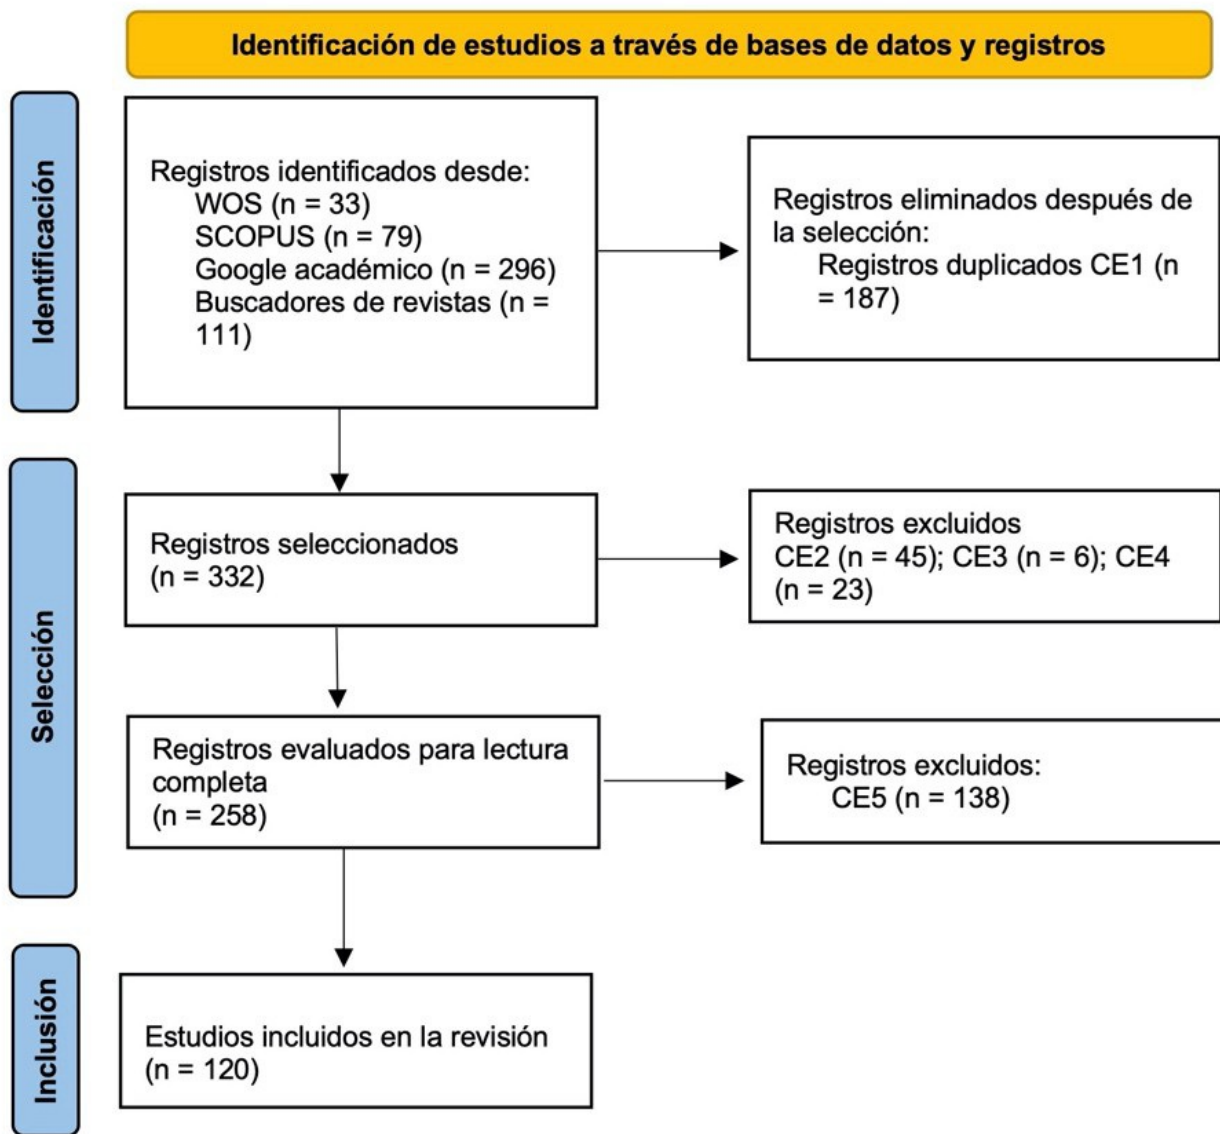 Identificación de estudios a través de bases de datos y registros
Identificación
Registros identificados desde:
WOS (n = 33)
SCOPUS (n = 79)
Google académico (n = 296)
Buscadores de revistas (n =
111)
Registros eliminados después de
la selección:
Registros duplicados CE1 (n
= 187)
Selección
Registros seleccionados
(n = 332)
Registros excluidos
CE2 (n = 45); CE3 (n = 6); CE4
(n = 23)
Registros evaluados para lectura
completa
(n = 258)
Registros excluidos:
CE5 (n = 138)
Inclusión
Estudios incluidos en la revisión
(n = 120)